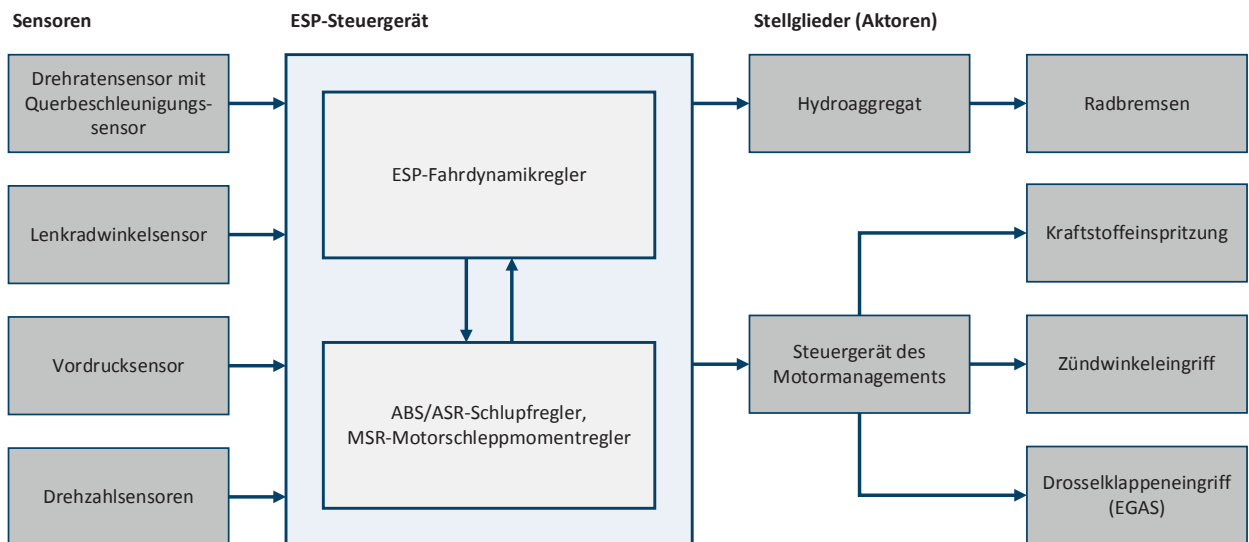 Sensoren
ESP-Steuergerät
Stellglieder (Aktoren)
Drehratensensor mit
Querbeschleunigungs-
sensor
Lenkradwinkelsensor
Vordrucksensor
Drehzahlsensoren
ESP-Fahrdynamikregler
ABS/ASR-Schlupfregler,
MSR-Motorschleppmomentregler
Hydroaggregat
Radbremsen
Steuergerät des
Motormanagements
Kraftstoffeinspritzung
Zündwinkeleingriff
Drosselklappeneingriff
(EGAS)